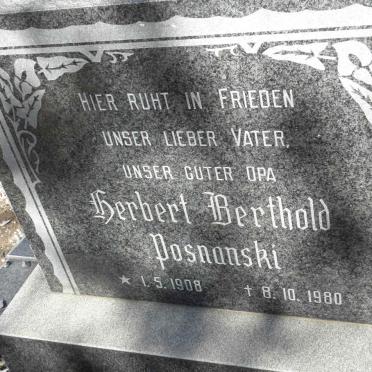 HIER RUHT IN FRIEDEN
UNSER LIEBER VATER,
UNSER GUTER OPA
Herbert Berthold
Posnanski
* 1.5.1908 † 8.10.1980